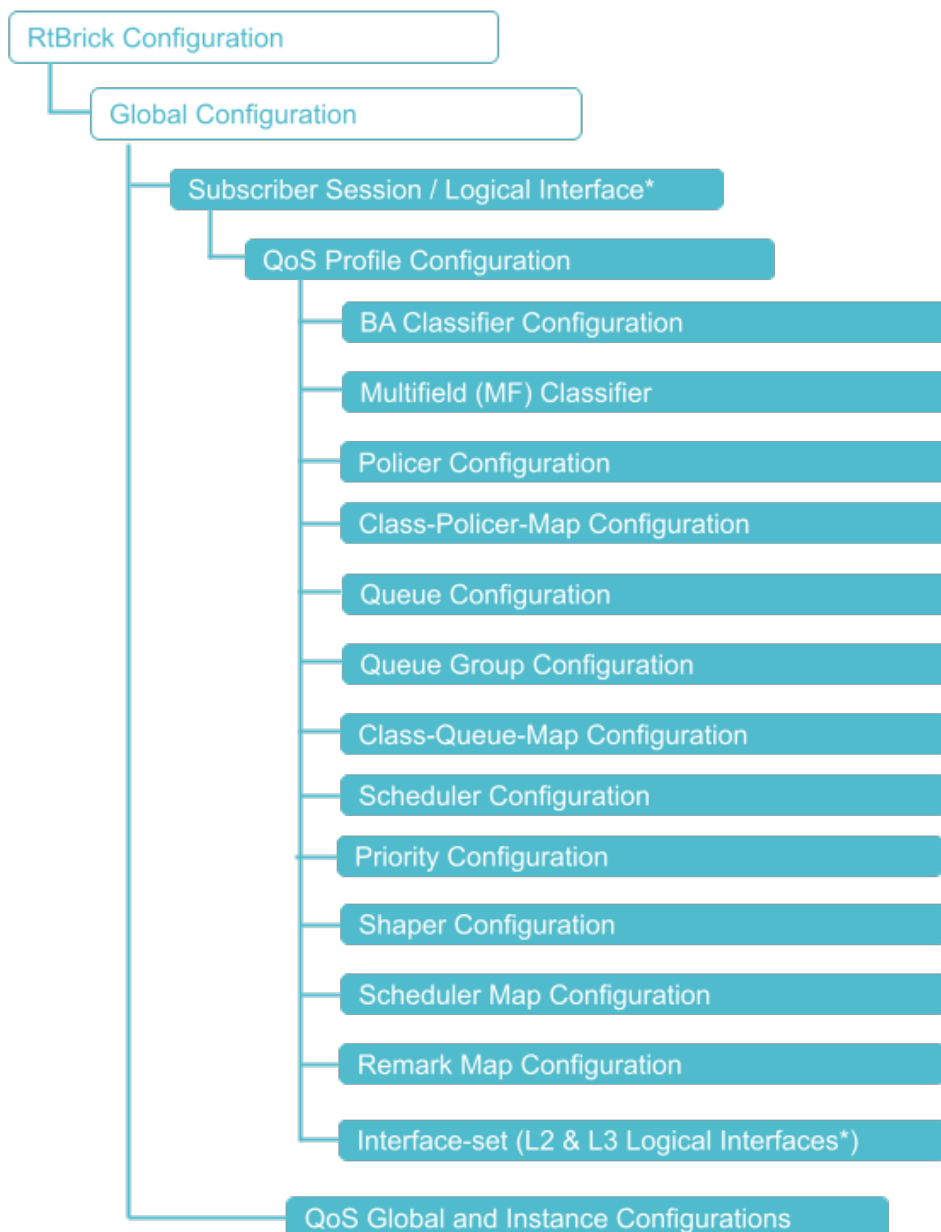 RtBrick Configuration
Global Configuration
Subscriber Session / Logical Interface*
QoS Profile Configuration
BA Classifier Configuration
Multifield (MF) Classifier
Policer Configuration
Class-Policer-Map Configuration
Queue Configuration
Queue Group Configuration
Class-Queue-Map Configuration
Scheduler Configuration
Priority Configuration
Shaper Configuration
Scheduler Map Configuration
Remark Map Configuration
Interface-set (L2 & L3 Logical Interfaces*)
QoS Global and Instance Configurations